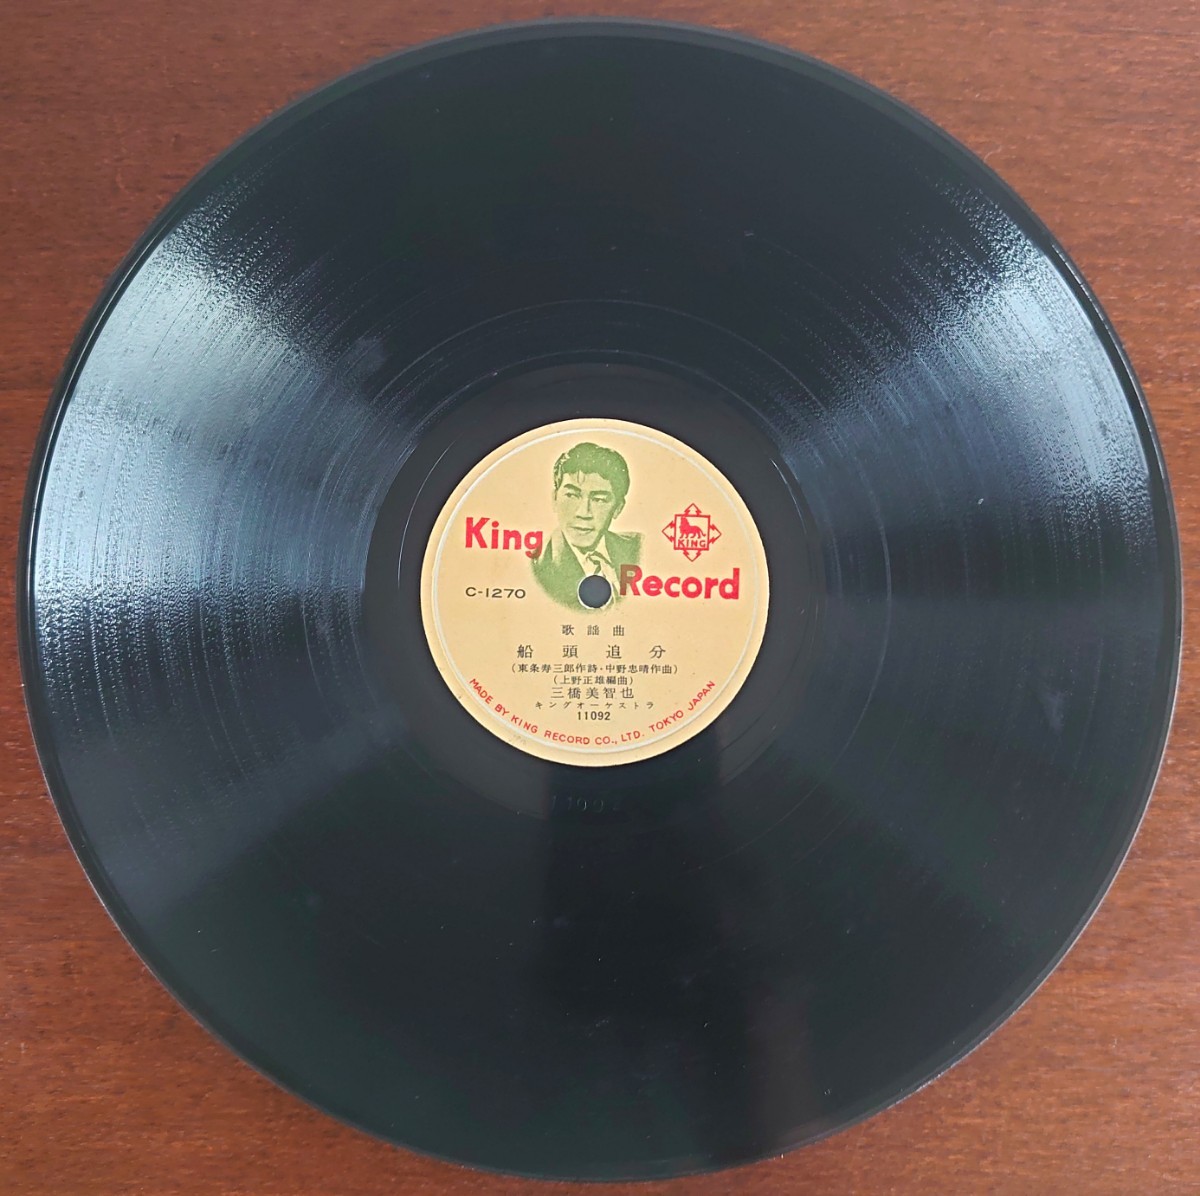 King
KING
Record
C-1270
歌謡曲
船頭追分
(東条寿三郎作詩・中野忠晴作曲)
(上野正雄編曲)
三橋美智也
キングオーケストラ
11092
MADE BY KING RECORD CO., LTD. TOKYO JAPAN